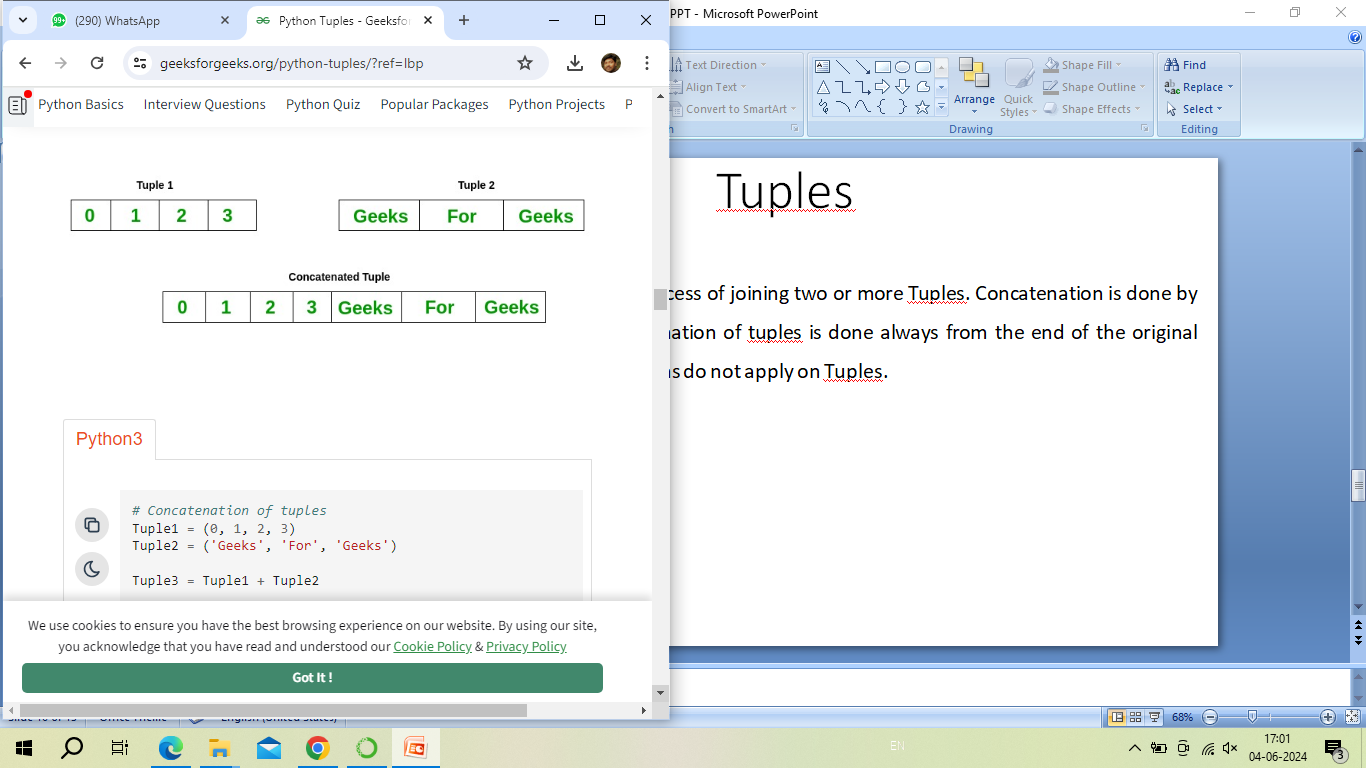 (290) WhatsApp
Python Tuples - Geeksfo
PPT - Microsoft PowerPoint
geeksforgeeks.org/python-tuples/?ref=lbp
Python Basics Interview Questions Python Quiz Popular Packages Python Projects P
Tuple 1 Tuple 2
0 1 2 3 Geeks For Geeks
Concatenated Tuple
0 1 2 3 Geeks For Geeks
Python3
# Concatenation of tuples
Tuple1 = (0, 1, 2, 3)
Tuple2 = ('Geeks', 'For', 'Geeks')
Tuple3 = Tuple1 + Tuple2
We use cookies to ensure you have the best browsing experience on our website. By using our site,
you acknowledge that you have read and understood our Cookie Policy & Privacy Policy
Got It !
Text Direction
Align Text
Convert to SmartArt
Arrange
Quick
Styles
Shape Fill
Shape Outline
Shape Effects
Drawing
Find
Replace
Select
Editing
Tuples
cess of joining two or more Tuples. Concatenation is done by
ation of tuples is done always from the end of the original
s do not apply on Tuples.
68%
EN
17:01
04-06-2024
3